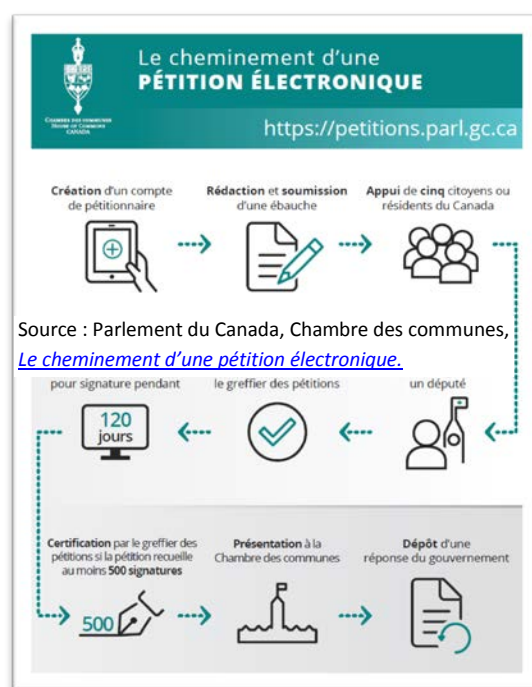 Le cheminement d'une
PÉTITION ÉLECTRONIQUE
CHAMBRE DES COMMUNES
HOUSE OF COMMONS
CANADA
https://petitions.parl.gc.ca
Création d'un compte
de pétitionnaire
Rédaction et soumission
d'une ébauche
Appui de cinq citoyens ou
résidents du Canada
Source : Parlement du Canada, Chambre des communes,
Le cheminement d'une pétition électronique.
pour signature pendant
120
jours
le greffier des pétitions
un député
Certification par le greffier des
pétitions si la pétition recueille
au moins 500 signatures
500
Présentation à la
Chambre des communes
Dépôt d'une
réponse du gouvernement